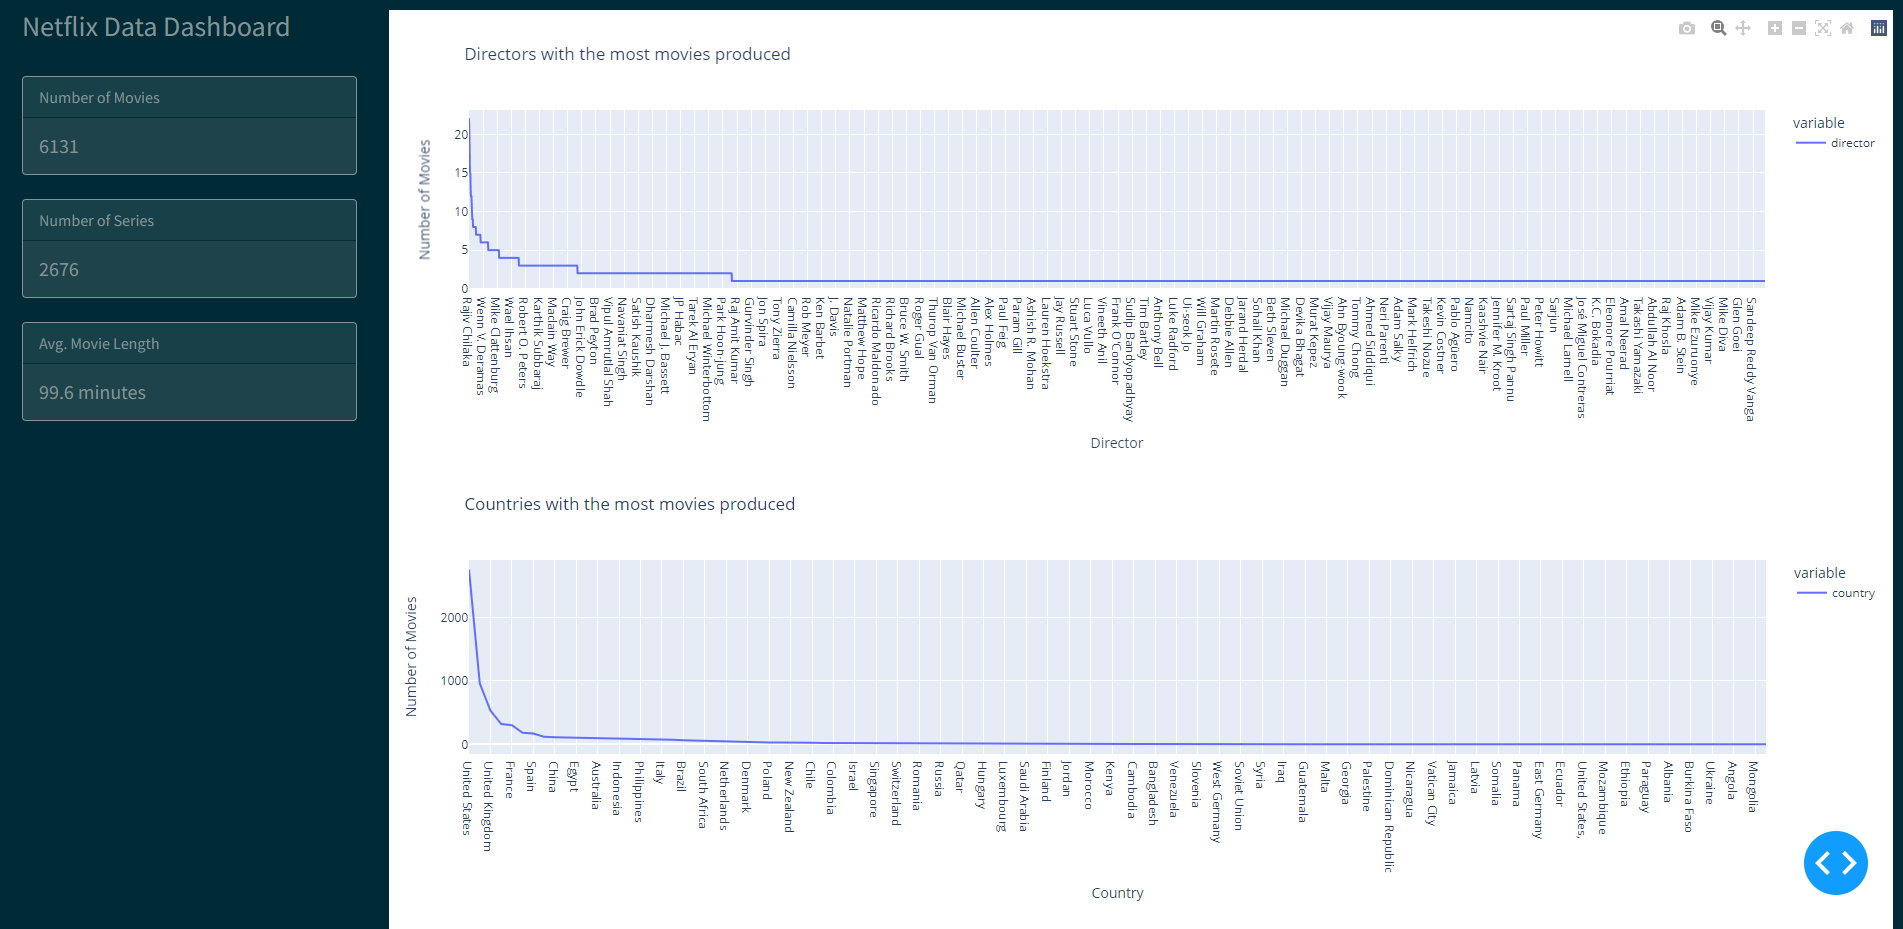 Netflix Data Dashboard
Number of Movies
6131
Number of Series
2676
Avg. Movie Length
99.6 minutes
Directors with the most movies produced
Number of Movies
20
15
10
5
0
variable
director
Rajiv Chilaka
Wenn V. Deramas
Mike Clattenburg
Wael Ihsan
Robert O. Peters
Karthik Subbaraj
Maclain Way
Craig Brewer
John Erick Dowdle
Brad Peyton
Vipul Amrutlal Shah
Navaniat Singh
Satish Kaushik
Dharmesh Darshan
Michael J. Bassett
JP Habac
Tarek Al Eryan
Michael Winterbottom
Park Hoon-jung
Raj Amit Kumar
Gurvinder Singh
Jon Spira
Tony Zierra
Camilla Nielsson
Rob Meyer
Ken Barbet
J. Davis
Natalie Portman
Matthew Hope
Ricardo Maldonado
Richard Brooks
Bruce W. Smith
Roger Gual
Thurop Van Orman
Blair Hayes
Michael Buster
Allen Coulter
Alex Holmes
Paul Feig
Param Gill
Ashish R. Mohan
Lauren Hoekstra
Jay Russell
Stuart Stone
Luca Vullo
Vineeth Anil
Frank O'Connor
Sudip Bandyopadhyay
Tim Bartley
Anthony Bell
Luke Radford
Ui-seok Jo
Will Graham
Martin Rosete
Debbie Allen
Jarand Herdal
Sohail Khan
Beth Sleven
Michael Duggan
Devika Bhagat
Murat Kepez
Vijay Maurya
Ahn Byoung-wook
Tommy Chong
Ahmed Siddiqui
Neri Parenti
Adam Salky
Mark Helfrich
Takeshi Nozue
Kevin Costner
Pablo Agüero
Namcito
Kaashvie Nair
Jennifer M. Kroot
Sartaj Singh Pannu
Paul Miller
Peter Howitt
Sarjun
Michael Larnell
José Miguel Contreras
K.C. Bokadia
Eleonore Pourriat
Amal Neerad
Takashi Yamazaki
Abdullah Al Noor
Raj Khosla
Adam B. Stein
Mike Ezuruonye
Vijay Kumar
Mike Disa
Glen Goei
Sandeep Reddy Vanga
Director
Countries with the most movies produced
Number of Movies
2000
1000
0
variable
country
United States
United Kingdom
France
Spain
China
Egypt
Australia
Indonesia
Philippines
Italy
Brazil
South Africa
Netherlands
Denmark
Poland
New Zealand
Chile
Colombia
Israel
Singapore
Switzerland
Romania
Russia
Qatar
Hungary
Luxembourg
Saudi Arabia
Finland
Jordan
Morocco
Kenya
Cambodia
Bangladesh
Venezuela
Slovenia
West Germany
Soviet Union
Syria
Iraq
Guatemala
Malta
Georgia
Palestine
Dominican Republic
Nicaragua
Vatican City
Jamaica
Latvia
Somalia
Panama
East Germany
Ecuador
United States,
Mozambique
Ethiopia
Paraguay
Albania
Burkina Faso
Ukraine
Angola
Mongolia
Country